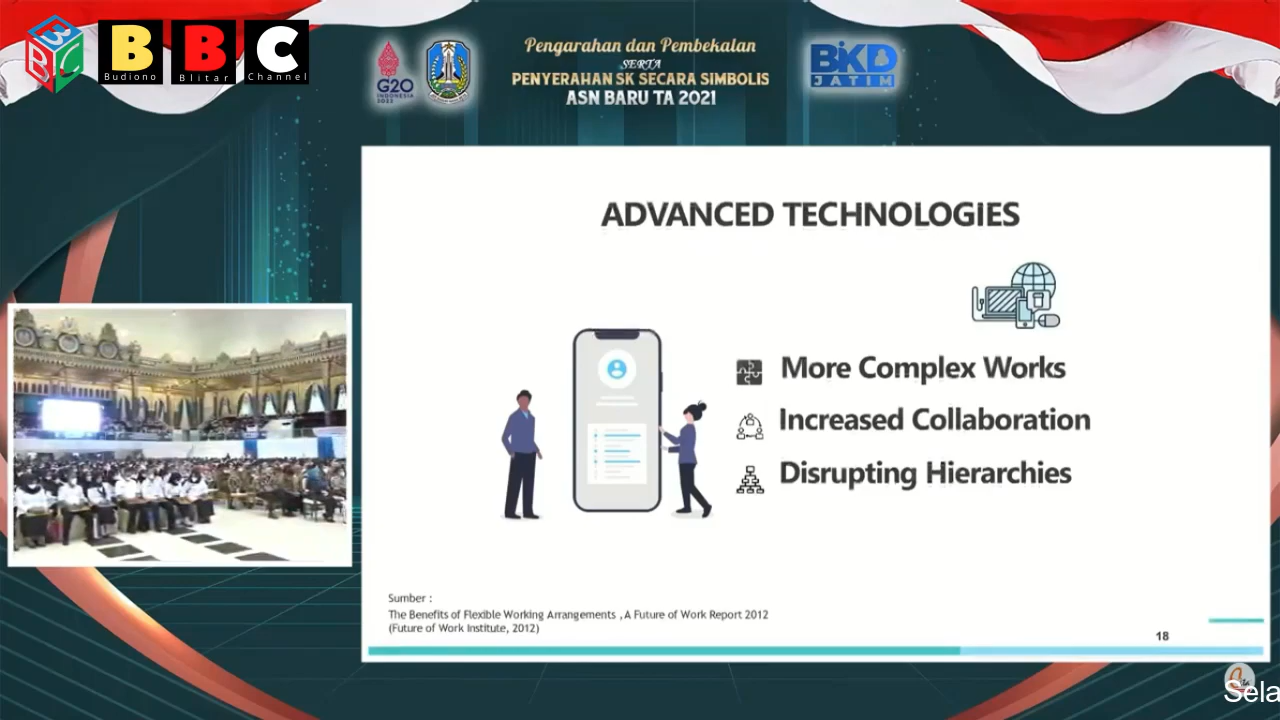 BBC
Budiono Blitar Channel
G20
INDONESIA
2022
Pengarahan dan Pembekalan
SERTA
PENYERAHAN SK SECARA SIMBOLIS
ASN BARU TA 2021
BKD
JATIM
ADVANCED TECHNOLOGIES
More Complex Works
Increased Collaboration
Disrupting Hierarchies
Sumber :
The Benefits of Flexible Working Arrangements , A Future of Work Report 2012
(Future of Work Institute, 2012)
18
Sela